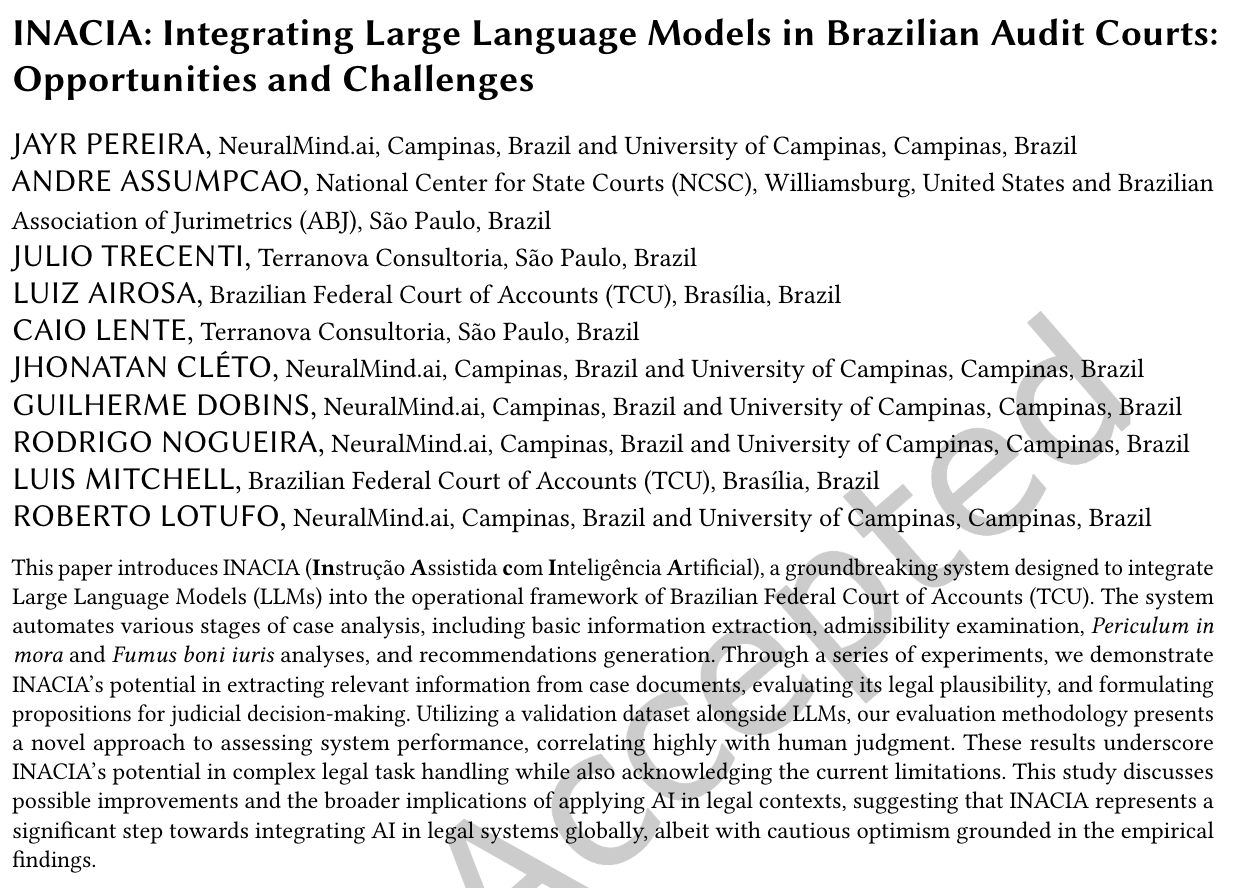 INACIA: Integrating Large Language Models in Brazilian Audit Courts:
Opportunities and Challenges
JAYR PEREIRA, NeuralMind.ai, Campinas, Brazil and University of Campinas, Campinas, Brazil
ANDRE ASSUMPCAO, National Center for State Courts (NCSC), Williamsburg, United States and Brazilian
Association of Jurimetrics (ABJ), São Paulo, Brazil
JULIO TRECENTI, Terranova Consultoria, São Paulo, Brazil
LUIZ AIROSA, Brazilian Federal Court of Accounts (TCU), Brasília, Brazil
CAIO LENTE, Terranova Consultoria, São Paulo, Brazil
JHONATAN CLÉTO, NeuralMind.ai, Campinas, Brazil and University of Campinas, Campinas, Brazil
GUILHERME DOBINS, NeuralMind.ai, Campinas, Brazil and University of Campinas, Campinas, Brazil
RODRIGO NOGUEIRA, NeuralMind.ai, Campinas, Brazil and University of Campinas, Campinas, Brazil
LUIS MITCHELL, Brazilian Federal Court of Accounts (TCU), Brasília, Brazil
ROBERTO LOTUFO, NeuralMind.ai, Campinas, Brazil and University of Campinas, Campinas, Brazil
This paper introduces INACIA (Instrução Assistida com Inteligência Artificial), a groundbreaking system designed to integrate
Large Language Models (LLMs) into the operational framework of Brazilian Federal Court of Accounts (TCU). The system
automates various stages of case analysis, including basic information extraction, admissibility examination, Periculum in
mora and Fumus boni iuris analyses, and recommendations generation. Through a series of experiments, we demonstrate
INACIA's potential in extracting relevant information from case documents, evaluating its legal plausibility, and formulating
propositions for judicial decision-making. Utilizing a validation dataset alongside LLMs, our evaluation methodology presents
a novel approach to assessing system performance, correlating highly with human judgment. These results underscore
INACIA's potential in complex legal task handling while also acknowledging the current limitations. This study discusses
possible improvements and the broader implications of applying AI in legal contexts, suggesting that INACIA represents a
significant step towards integrating AI in legal systems globally, albeit with cautious optimism grounded in the empirical
findings.
Accepted